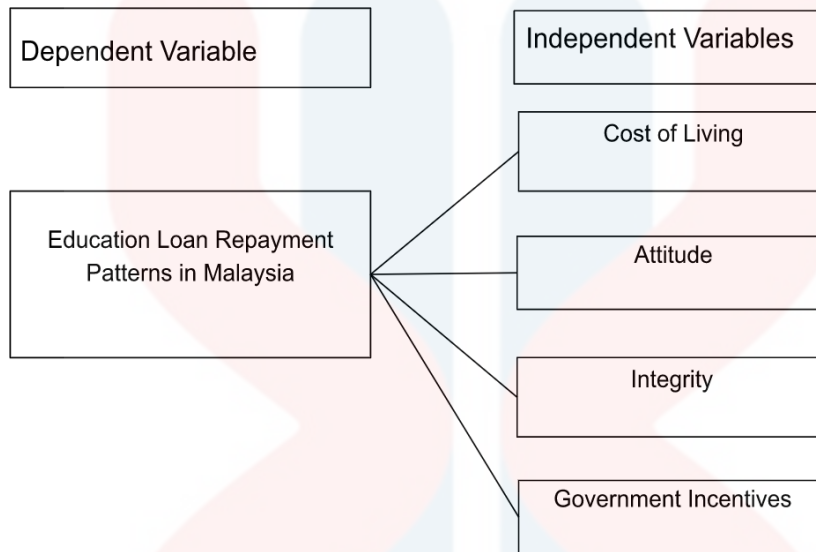 Dependent Variable
Independent Variables
Cost of Living
Education Loan Repayment
Patterns in Malaysia
Attitude
Integrity
Government Incentives